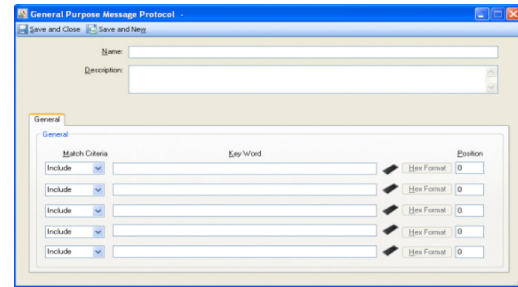 General Purpose Message Protocol -
Save and Close Save and New
Name:
Description:
General
General
Match Criteria Key Word Position
Include Hex Format 0
Include Hex Format 0
Include Hex Format 0
Include Hex Format 0
Include Hex Format 0